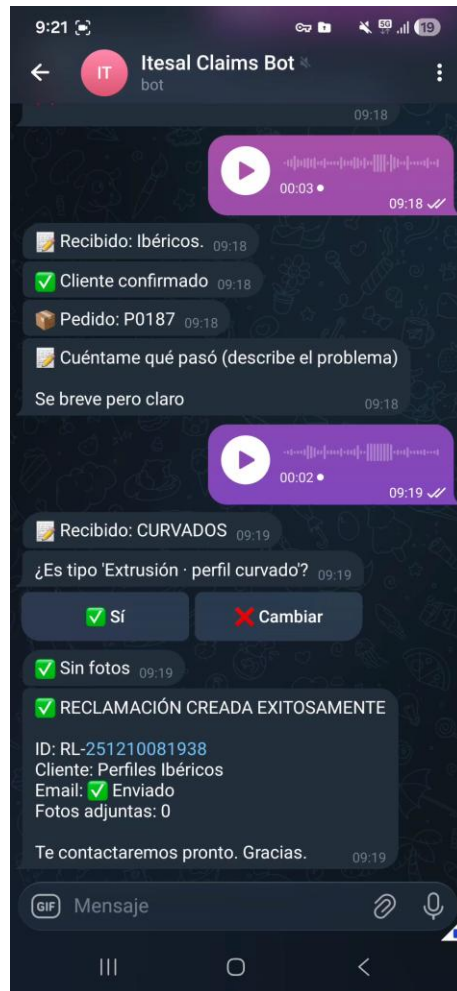 9:21
5G
19
IT
Itesal Claims Bot
bot
09:18
00:03
09:18
📝 Recibido: Ibéricos. 09:18
✅ Cliente confirmado 09:18
📦 Pedido: P0187 09:18
📝 Cuéntame qué pasó (describe el problema)
Se breve pero claro 09:18
00:02
09:19
📝 Recibido: CURVADOS 09:19
¿Es tipo 'Extrusión · perfil curvado'? 09:19
✅ Sí
❌ Cambiar
✅ Sin fotos 09:19
✅ RECLAMACIÓN CREADA EXITOSAMENTE
ID: RL-251210081938
Cliente: Perfiles Ibéricos
Email: ✅ Enviado
Fotos adjuntas: 0
Te contactaremos pronto. Gracias. 09:19
GIF Mensaje